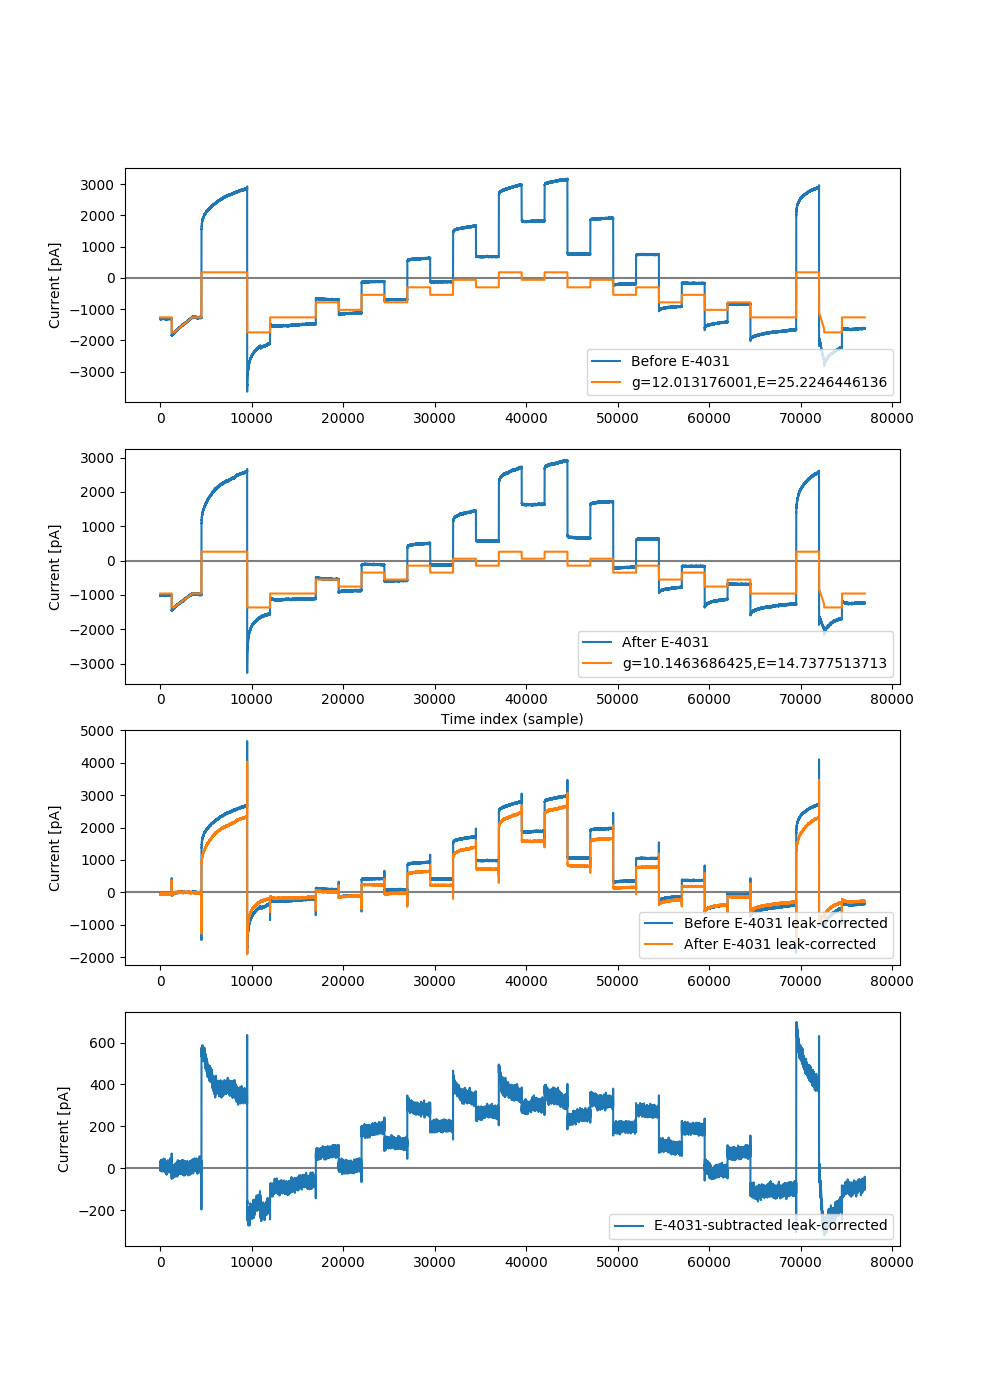 Current [pA]
3000
2000
1000
0
−1000
−2000
−3000
Before E-4031
g=12.013176001,E=25.2246446136
0 10000 20000 30000 40000 50000 60000 70000 80000
Current [pA]
3000
2000
1000
0
−1000
−2000
−3000
After E-4031
g=10.1463686425,E=14.7377513713
0 10000 20000 30000 40000 50000 60000 70000 80000
Time index (sample)
Current [pA]
5000
4000
3000
2000
1000
0
−1000
−2000
Before E-4031 leak-corrected
After E-4031 leak-corrected
0 10000 20000 30000 40000 50000 60000 70000 80000
Current [pA]
600
400
200
0
−200
E-4031-subtracted leak-corrected
0 10000 20000 30000 40000 50000 60000 70000 80000